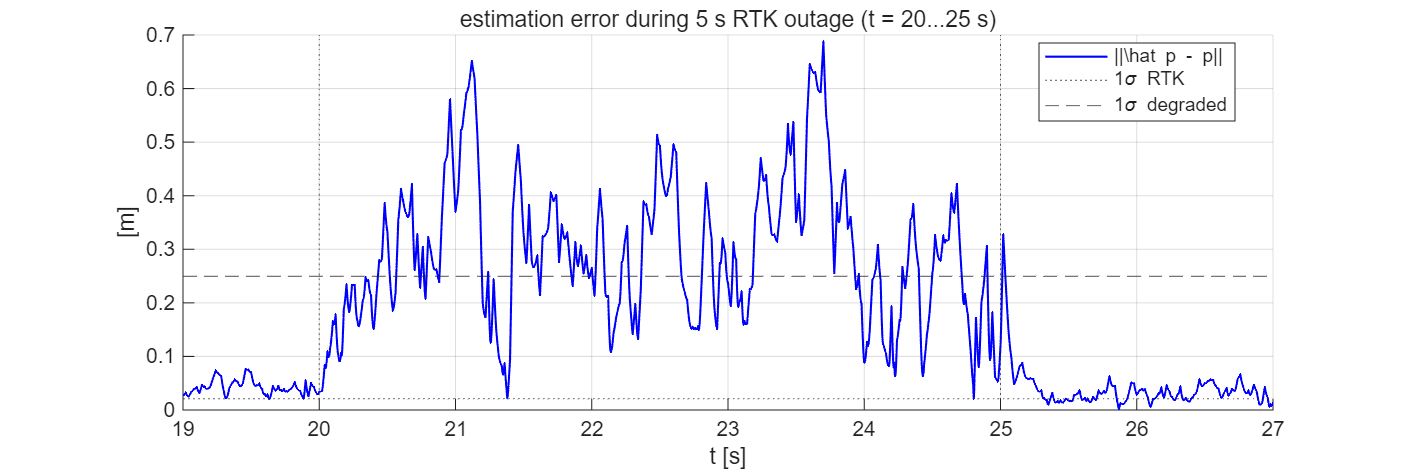 estimation error during 5 s RTK outage (t = 20...25 s)
||\hat p - p||
1σ RTK
1σ degraded
0.7
0.6
0.5
0.4
0.3
0.2
0.1
0
[m]
19 20 21 22 23 24 25 26 27
t [s]